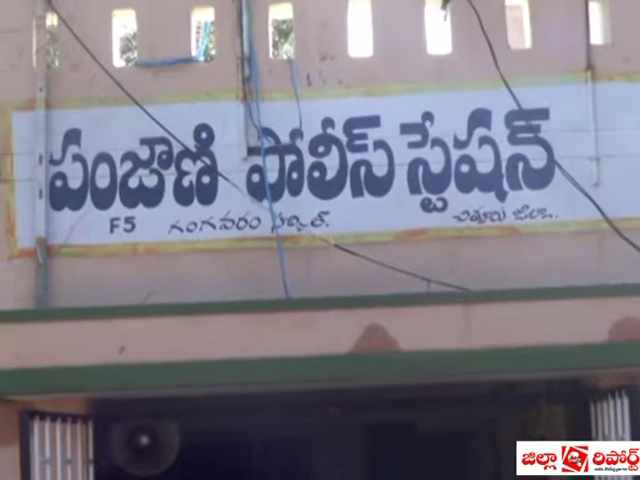 పంజాణి పోలీస్ స్టేషన్
F5 గంగవరం సర్కిల్. చిత్తూరు జిల్లా..
జిల్లా రిపోర్ట్